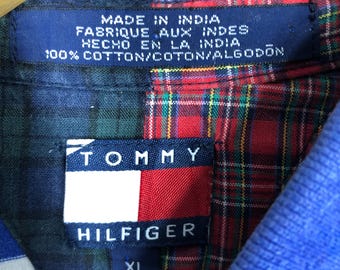 MADE IN INDIA
FABRIQUE AUX INDES
HECHO EN LA INDIA
100% COTTON/COTON/ALGODÓN
TOMMY
HILFIGER
XL